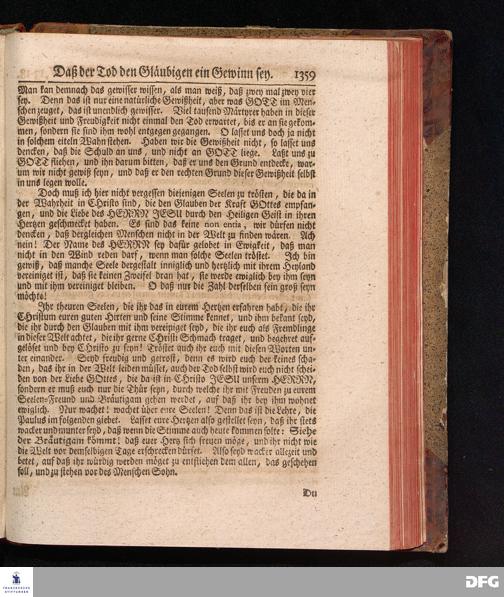 Daß der Tod den Gläubigen ein Gewinn sey. 1359
Man kan demnach das gewisser wissen, als man weiß, daß zwey mal zwey vier
sey. Denn das ist nur eine natürliche Gewißheit, aber was GOTT im Men-
schen zeuget, das ist unendlich gewisser. Viel tausend Märtyrer haben in dieser
Gewißheit und Freudigkeit nicht einmal den Tod erwartet, bis er an sie gekom-
men, sondern sie sind ihm wohl entgegen gegangen. O lasset uns doch ja nicht
in solchem eiteln Wahn stehen. Haben wir die Gewißheit nicht, so lasset uns
dencken, daß die Schuld an uns, und nicht an GOTT liege. Laßt uns zu
GOTT fliehen, und ihn darum bitten, daß er uns den Grund entdecke, war-
um wir nicht gewiß seyn, und daß er den rechten Grund dieser Gewißheit selbst
in uns legen wolle.
Doch muß ich hier nicht vergessen diejenigen Seelen zu trösten, die da in
der Wahrheit in Christo sind, die den Glauben der Kraft GOttes empfan-
gen, und die Liebe des HERRN JESU durch den Heiligen Geist in ihren
Hertzen geschmecket haben. Es sind das keine non entia, wir dürfen nicht
dencken, daß dergleichen Menschen nicht in der Welt zu finden wären. Ach
nein! Der Name des HERRN sey dafür gelobet in Ewigkeit, daß man
nicht in den Wind reden darf, wenn man solche Seelen tröstet. Ich bin
gewiß, daß manche Seele dergestalt inniglich und hertzlich mit ihrem Heyland
vereiniget ist, daß sie keinen Zweifel dran hat, sie werde ewiglich bey ihm seyn
und mit ihm vereiniget bleiben. O daß nur die Zahl derselben sein groß seyn
möchte!
Ihr theuren Seelen, die ihr das in eurem Hertzen erfahren habt, die ihr
CHristum euren guten Hirten und seine Stimme kennet, und ihm bekant seyd,
die ihr durch den Glauben mit ihm vereiniget seyd, die ihr euch als Fremdlinge
in dieser Welt achtet, die ihr gerne Christi Schmach traget, und begehret auf-
gelöset und bey Christo zu seyn! Tröstet auch ihr euch mit diesen Worten un-
ter einander. Seyd freudig und getrost, denn es wird euch der keines scha-
den, das ihr in der Welt leiden müsset, auch der Tod selbst wird euch nicht schei-
den von der Liebe GOttes, die da ist in Christo JESU unserm HERRN,
sondern er muß euch nur die Thür seyn, durch welche ihr mit Freuden zu eurem
Seelen-Freund und Bräutigam gehen werdet, auf daß ihr bey ihm wohnet
ewiglich. Nur wachet! wachet über eure Seelen! Denn das ist die Lehre, die
Paulus im folgenden giebet. Lasset eure Hertzen also gestellet seyn, daß ihr stets
wacker und munter seyd, daß wenn die Stimme auch heute kommen solte: Siehe
der Bräutigam kömmt! daß euer Hertz sich freuen möge, und ihr nicht wie
die Welt vor demselbigen Tage erschrecken dürfet. Also seyd wacker allezeit und
betet, auf daß ihr würdig werden möget zu entfliehen dem allen, das geschehen
soll, und zu stehen vor des Menschen Sohn.
Du
FRANCKESCHE STIFTUNGEN
DFG